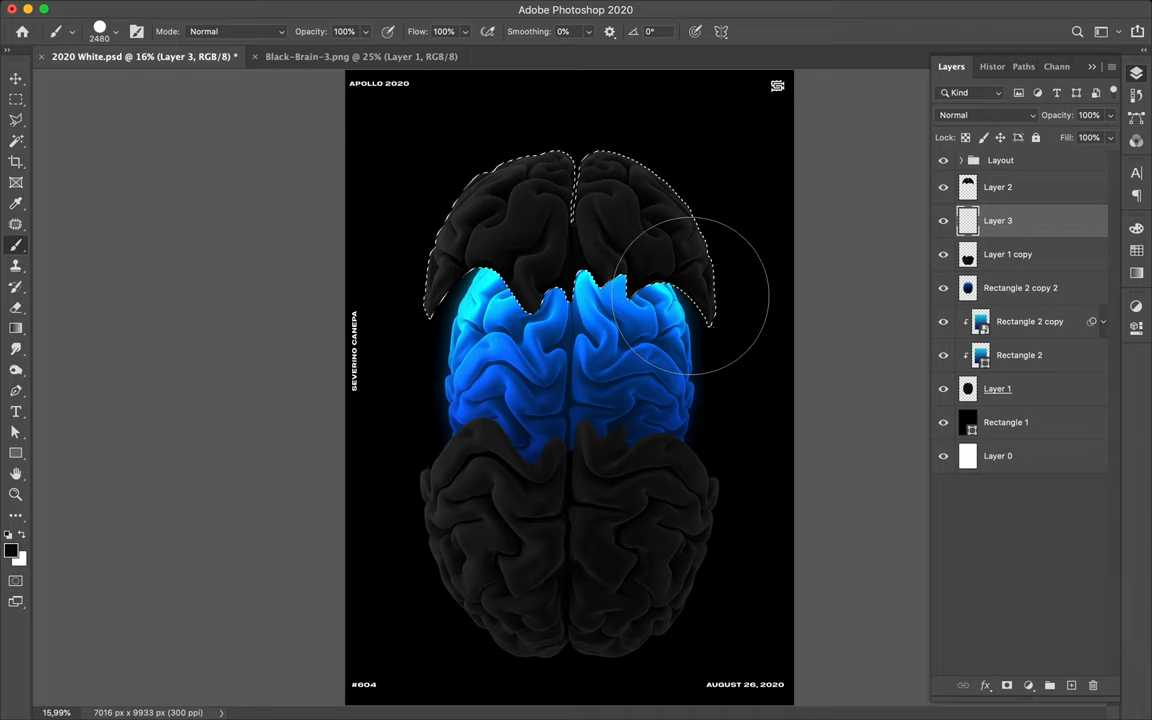 Adobe Photoshop 2020
2480
Mode: Normal
Opacity: 100%
Flow: 100%
Smoothing: 0%
0°
2020 White.psd @ 16% (Layer 3, RGB/8) *
Black-Brain-3.png @ 25% (Layer 1, RGB/8)
Layers
Histor
Paths
Chann
Kind
Normal
Opacity: 100%
Lock:
Fill: 100%
Layout
Layer 2
Layer 3
Layer 1 copy
Rectangle 2 copy 2
Rectangle 2 copy
Rectangle 2
Layer 1
Rectangle 1
Layer 0
APOLLO 2020
SEVERINO CANEPA
#604
AUGUST 26, 2020
15,99%
7016 px x 9933 px (300 ppi)